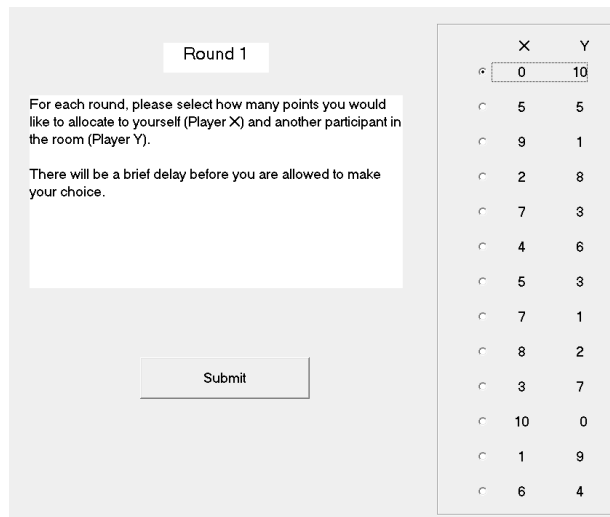 Round 1
For each round, please select how many points you would
like to allocate to yourself (Player X) and another participant in
the room (Player Y).
There will be a brief delay before you are allowed to make
your choice.
Submit
X Y
0 10
5 5
9 1
2 8
7 3
4 6
5 3
7 1
8 2
3 7
10 0
1 9
6 4